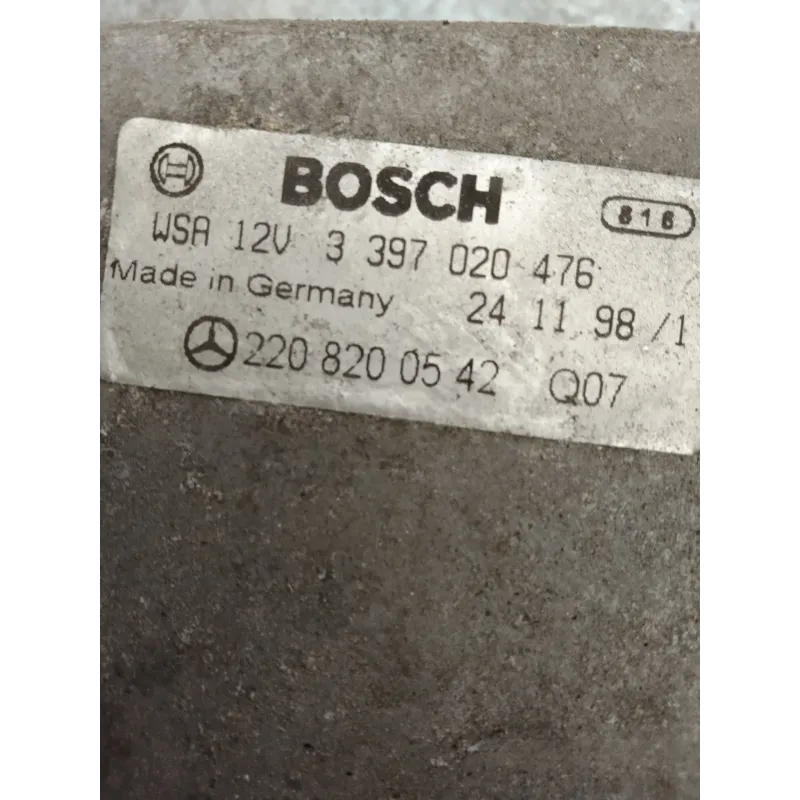 BOSCH 816
WSA 12V 3 397 020 476
Made in Germany 24 11 98 /1
220 820 05 42 Q07